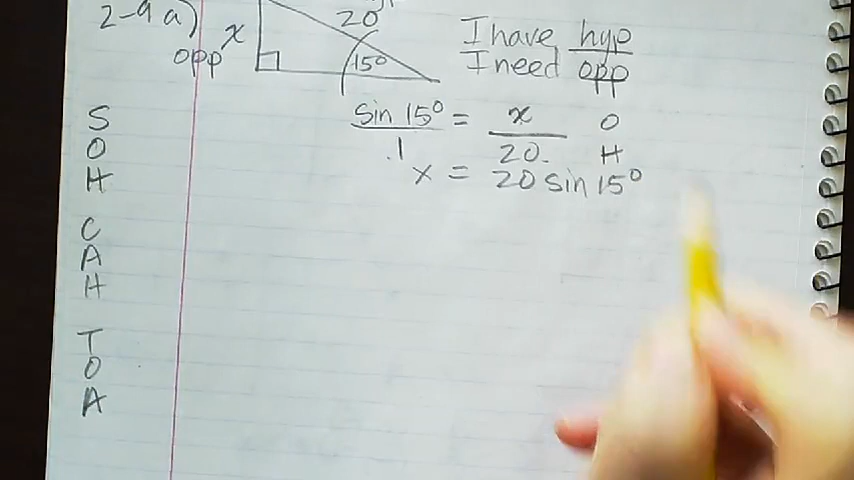 2-9 a)
20
x
opp
15°
I have hyp
I need opp
sin 15° = x O
1 20 H
x = 20 sin 15°
S
O
H
C
A
H
T
O
A